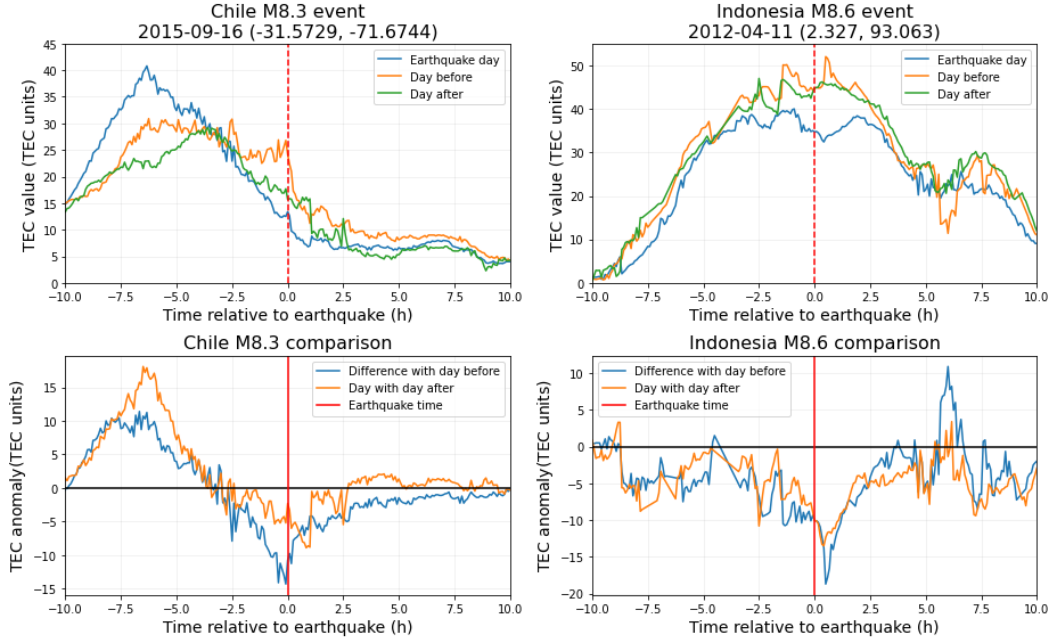 Chile M8.3 event
2015-09-16 (-31.5729, -71.6744)
TEC value (TEC units)
45
40
35
30
25
20
15
10
5
0
Earthquake day
Day before
Day after
−10.0 −7.5 −5.0 −2.5 0.0 2.5 5.0 7.5 10.0
Time relative to earthquake (h)
Indonesia M8.6 event
2012-04-11 (2.327, 93.063)
TEC value (TEC units)
50
40
30
20
10
0
Earthquake day
Day before
Day after
−10.0 −7.5 −5.0 −2.5 0.0 2.5 5.0 7.5 10.0
Time relative to earthquake (h)
Chile M8.3 comparison
TEC anomaly(TEC units)
15
10
5
0
−5
−10
−15
Difference with day before
Day with day after
Earthquake time
−10.0 −7.5 −5.0 −2.5 0.0 2.5 5.0 7.5 10.0
Time relative to earthquake (h)
Indonesia M8.6 comparison
TEC anomaly(TEC units)
10
5
0
−5
−10
−15
−20
Difference with day before
Day with day after
Earthquake time
−10.0 −7.5 −5.0 −2.5 0.0 2.5 5.0 7.5 10.0
Time relative to earthquake (h)